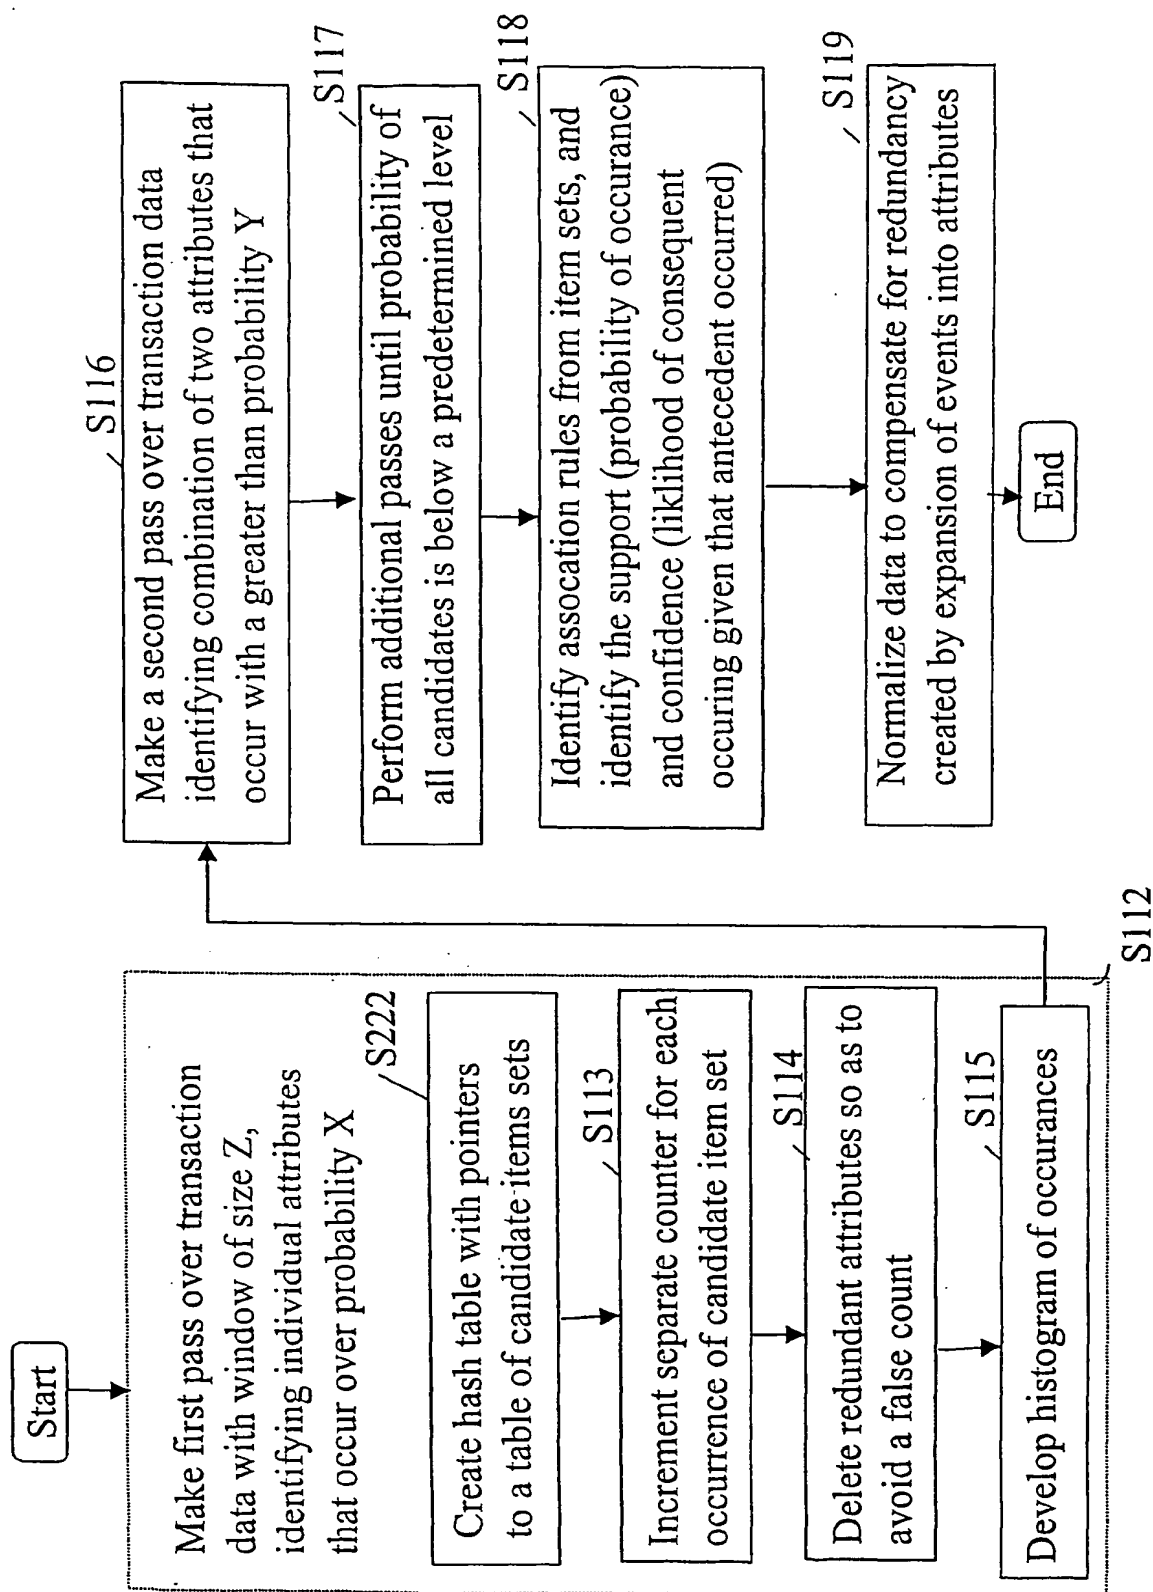 Start
Make first pass over transaction
data with window of size Z,
identifying individual attributes
that occur over probability X
S222
Create hash table with pointers
to a table of candidate items sets
S113
Increment separate counter for each
occurrence of candidate item set
S114
Delete redundant attributes so as to
avoid a false count
S115
Develop histogram of occurances
S112
S116
Make a second pass over transaction data
identifying combination of two attributes that
occur with a greater than probability Y
S117
Perform additional passes until probability of
all candidates is below a predetermined level
S118
Identify assocation rules from item sets, and
identify the support (probability of occurance)
and confidence (liklihood of consequent
occuring given that antecedent occurred)
S119
Normalize data to compensate for redundancy
created by expansion of events into attributes
End